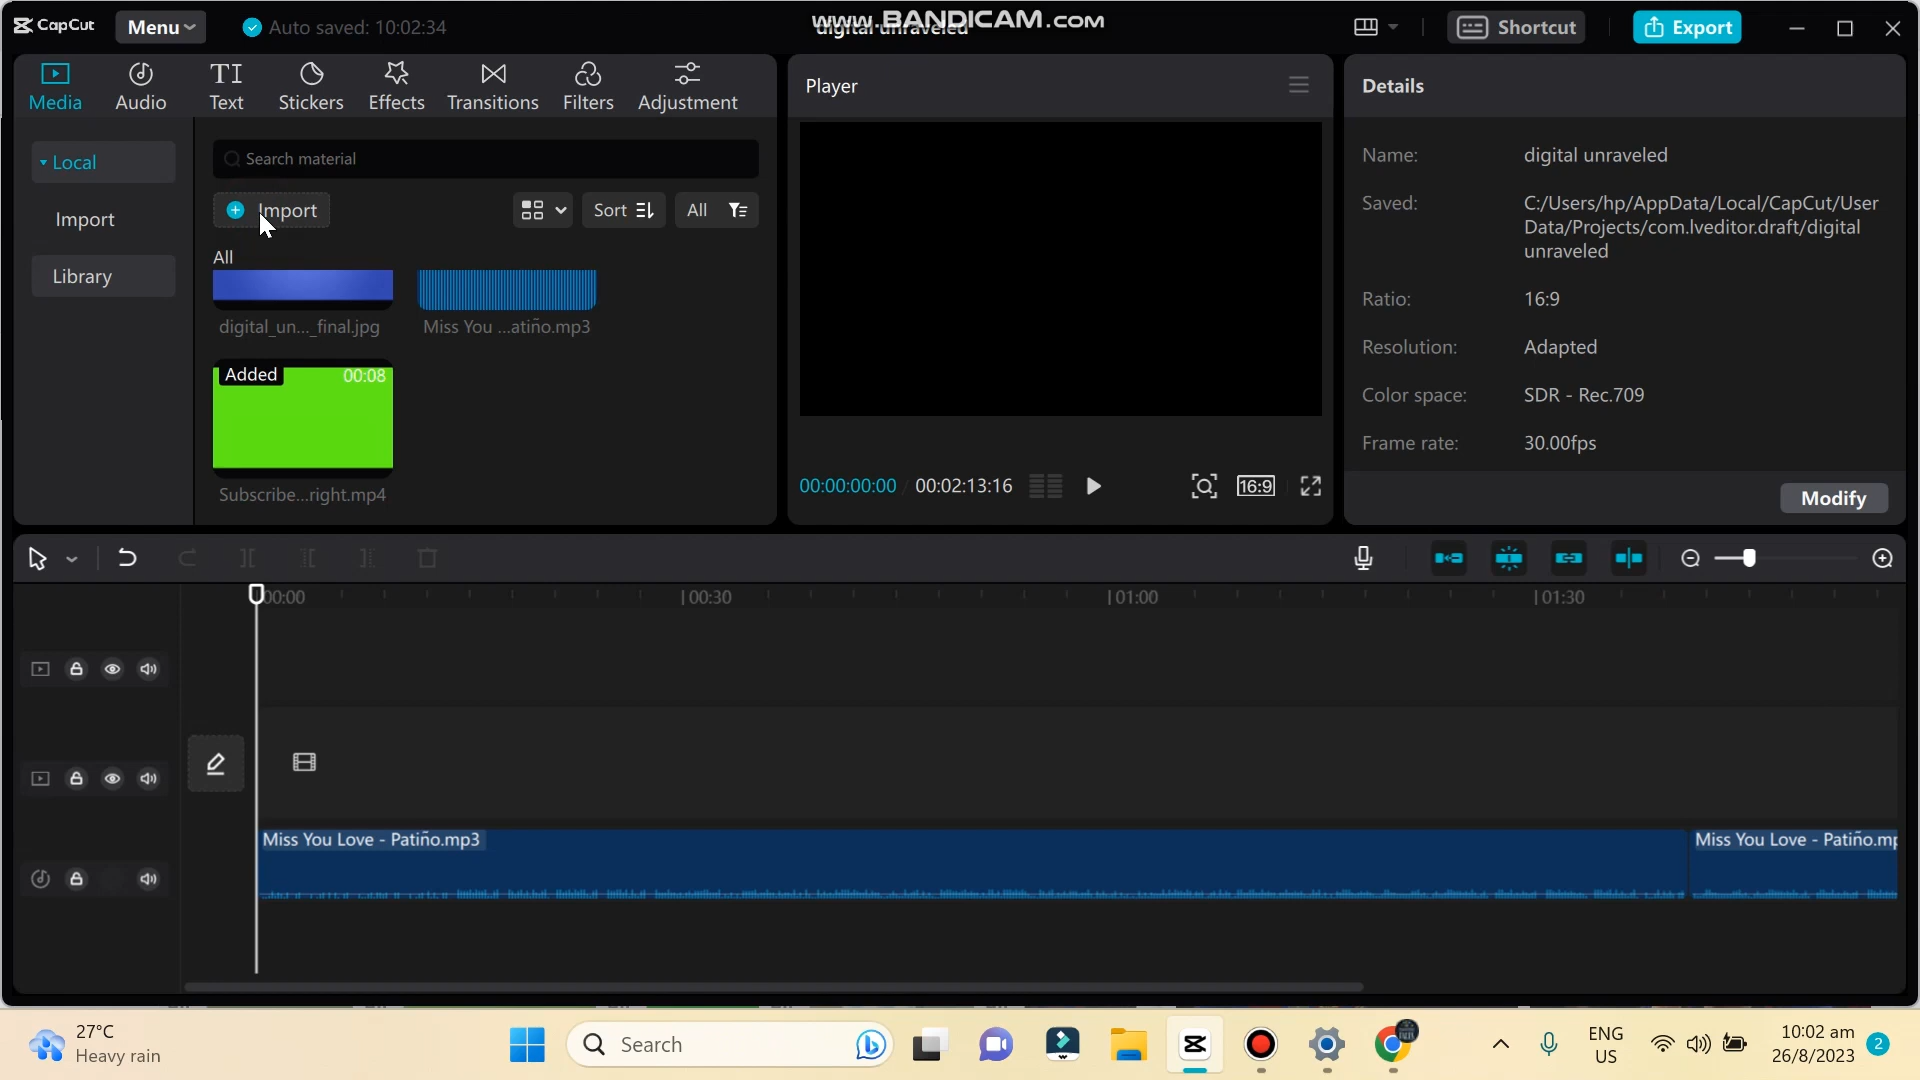 CapCut
Menu
Auto saved: 10:02:34
www.BANDICAM.com
digital unraveled
Shortcut
Export
Media
Audio
Text
Stickers
Effects
Transitions
Filters
Adjustment
Local
Import
Library
Search material
Import
Sort
All
All
digital_un..._final.jpg
Miss You ...atiño.mp3
Added
00:08
Subscribe...right.mp4
Player
00:00:00:00 / 00:02:13:16
16:9
Details
Name: digital unraveled
Saved: C:/Users/hp/AppData/Local/CapCut/User
Data/Projects/com.lveditor.draft/digital
unraveled
Ratio: 16:9
Resolution: Adapted
Color space: SDR - Rec.709
Frame rate: 30.00fps
Modify
00:00
00:30
01:00
01:30
Miss You Love - Patiño.mp3
Miss You Love - Patiño.mp
27°C
Heavy rain
Search
ENG
US
10:02 am
26/8/2023
2